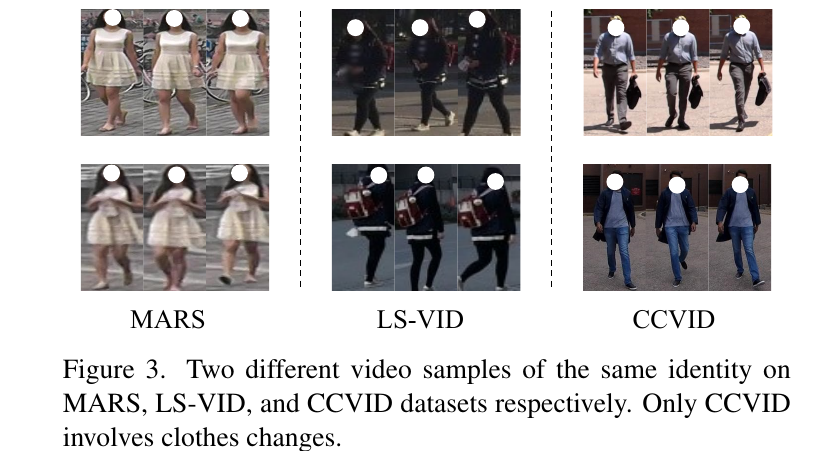 MARS
LS-VID
CCVID
Figure 3. Two different video samples of the same identity on
MARS, LS-VID, and CCVID datasets respectively. Only CCVID
involves clothes changes.